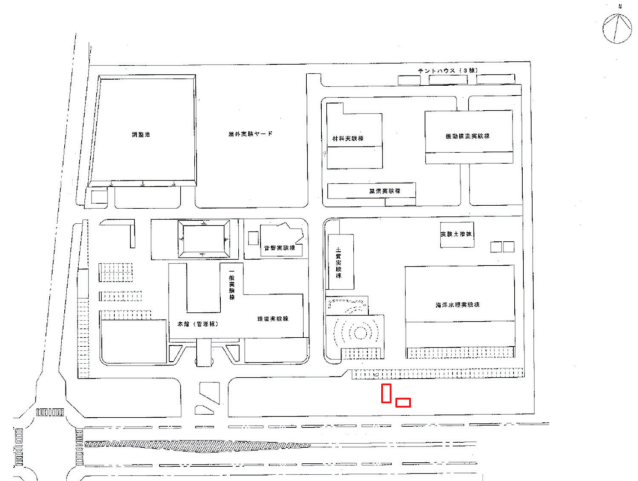 N
テントハウス（3棟）
調整池
屋外実験ヤード
材料実験棟
振動模型実験棟
風洞実験棟
音響実験棟
土質実験棟
実験土槽棟
一般実験棟
本館（管理棟）
環境実験棟
海洋水理実験棟